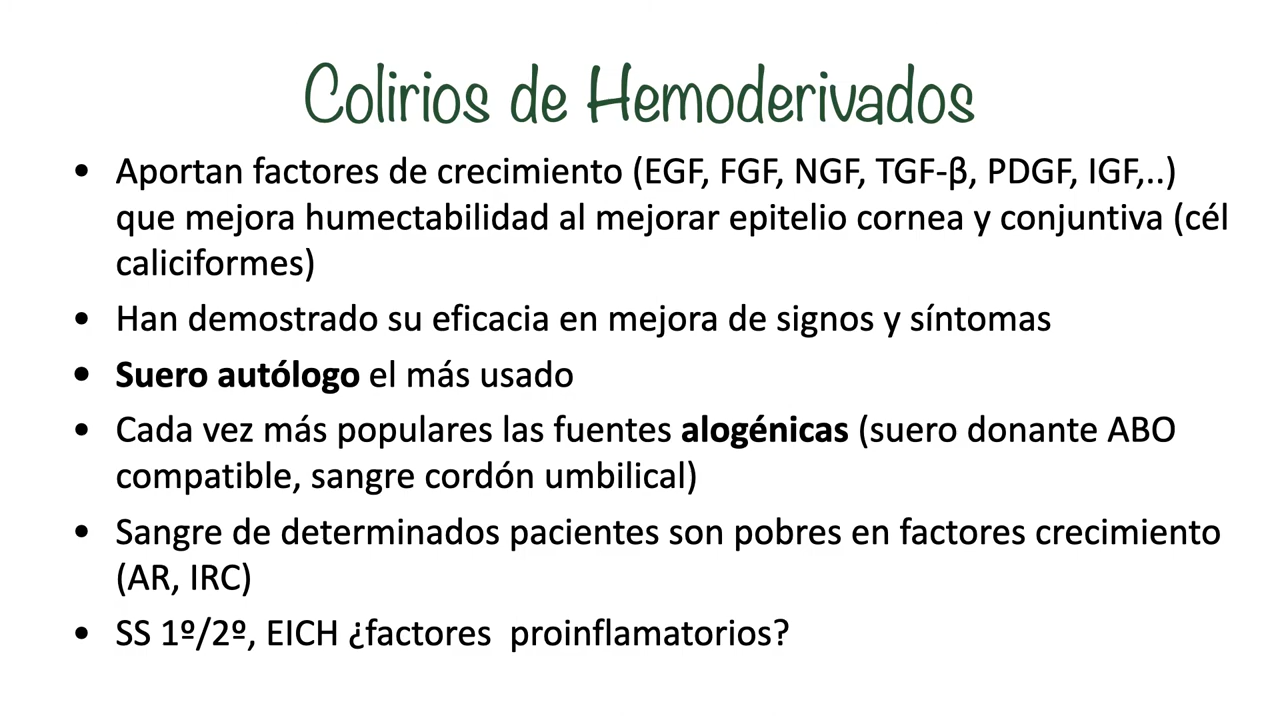 Colirios de Hemoderivados
• Aportan factores de crecimiento (EGF, FGF, NGF, TGF-β, PDGF, IGF,..)
que mejora humectabilidad al mejorar epitelio cornea y conjuntiva (cél
caliciformes)
• Han demostrado su eficacia en mejora de signos y síntomas
• Suero autólogo el más usado
• Cada vez más populares las fuentes alogénicas (suero donante ABO
compatible, sangre cordón umbilical)
• Sangre de determinados pacientes son pobres en factores crecimiento
(AR, IRC)
• SS 1º/2º, EICH ¿factores  proinflamatorios?